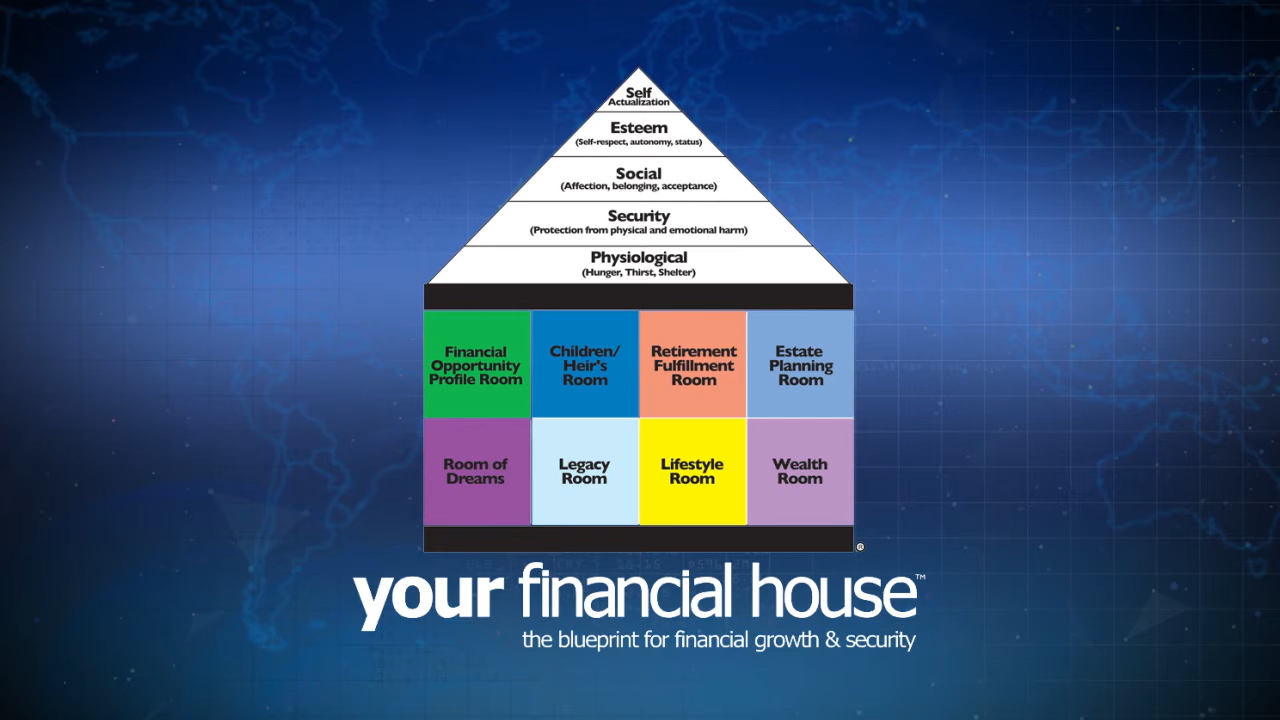 Self
Actualization
Esteem
(Self-respect, autonomy, status)
Social
(Affection, belonging, acceptance)
Security
(Protection from physical and emotional harm)
Physiological
(Hunger, Thirst, Shelter)
Financial
Opportunity
Profile Room
Children/
Heir's
Room
Retirement
Fulfillment
Room
Estate
Planning
Room
Room of
Dreams
Legacy
Room
Lifestyle
Room
Wealth
Room
®
your financial house™
the blueprint for financial growth & security